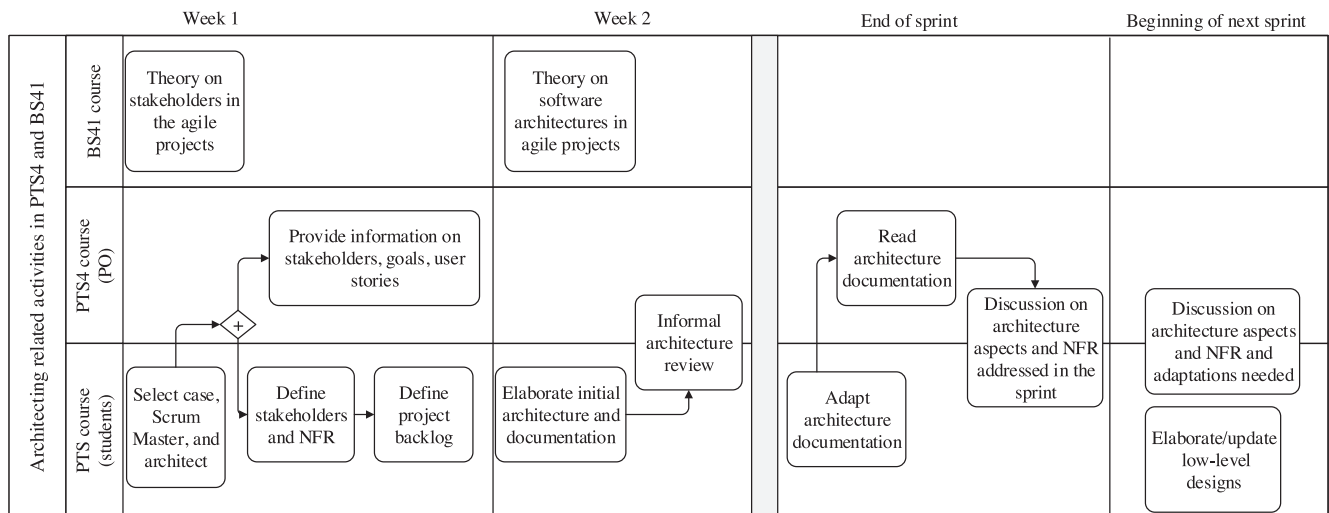 Week 1
Week 2
End of sprint
Beginning of next sprint
Architecting related activities in PTS4 and BS41
BS41 course
Theory on
stakeholders in
the agile
projects
Theory on
software
architectures in
agile projects
PTS4 course
(PO)
Provide information on
stakeholders, goals, user
stories
+
Informal
architecture
review
Read
architecture
documentation
Discussion on
architecture
aspects and NFR
addressed in the
sprint
Discussion on
architecture aspects
and NFR and
adaptations needed
PTS course
(students)
Select case,
Scrum
Master, and
architect
Define
stakeholders
and NFR
Define
project
backlog
Elaborate initial
architecture and
documentation
Adapt
architecture
documentation
Elaborate/update
low-level
designs